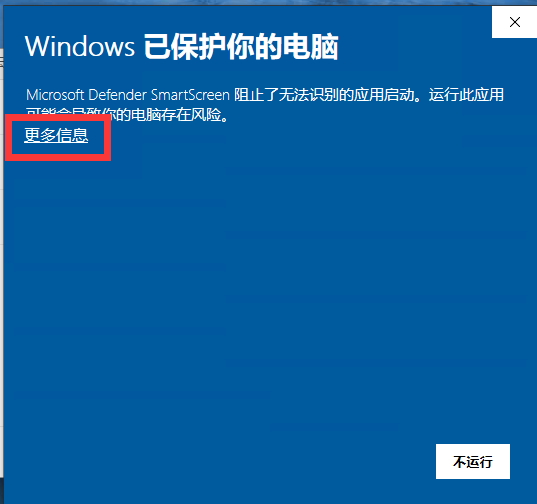 Windows 已保护你的电脑
Microsoft Defender SmartScreen 阻止了无法识别的应用启动。运行此应用
可能会导致你的电脑存在风险。
更多信息
不运行